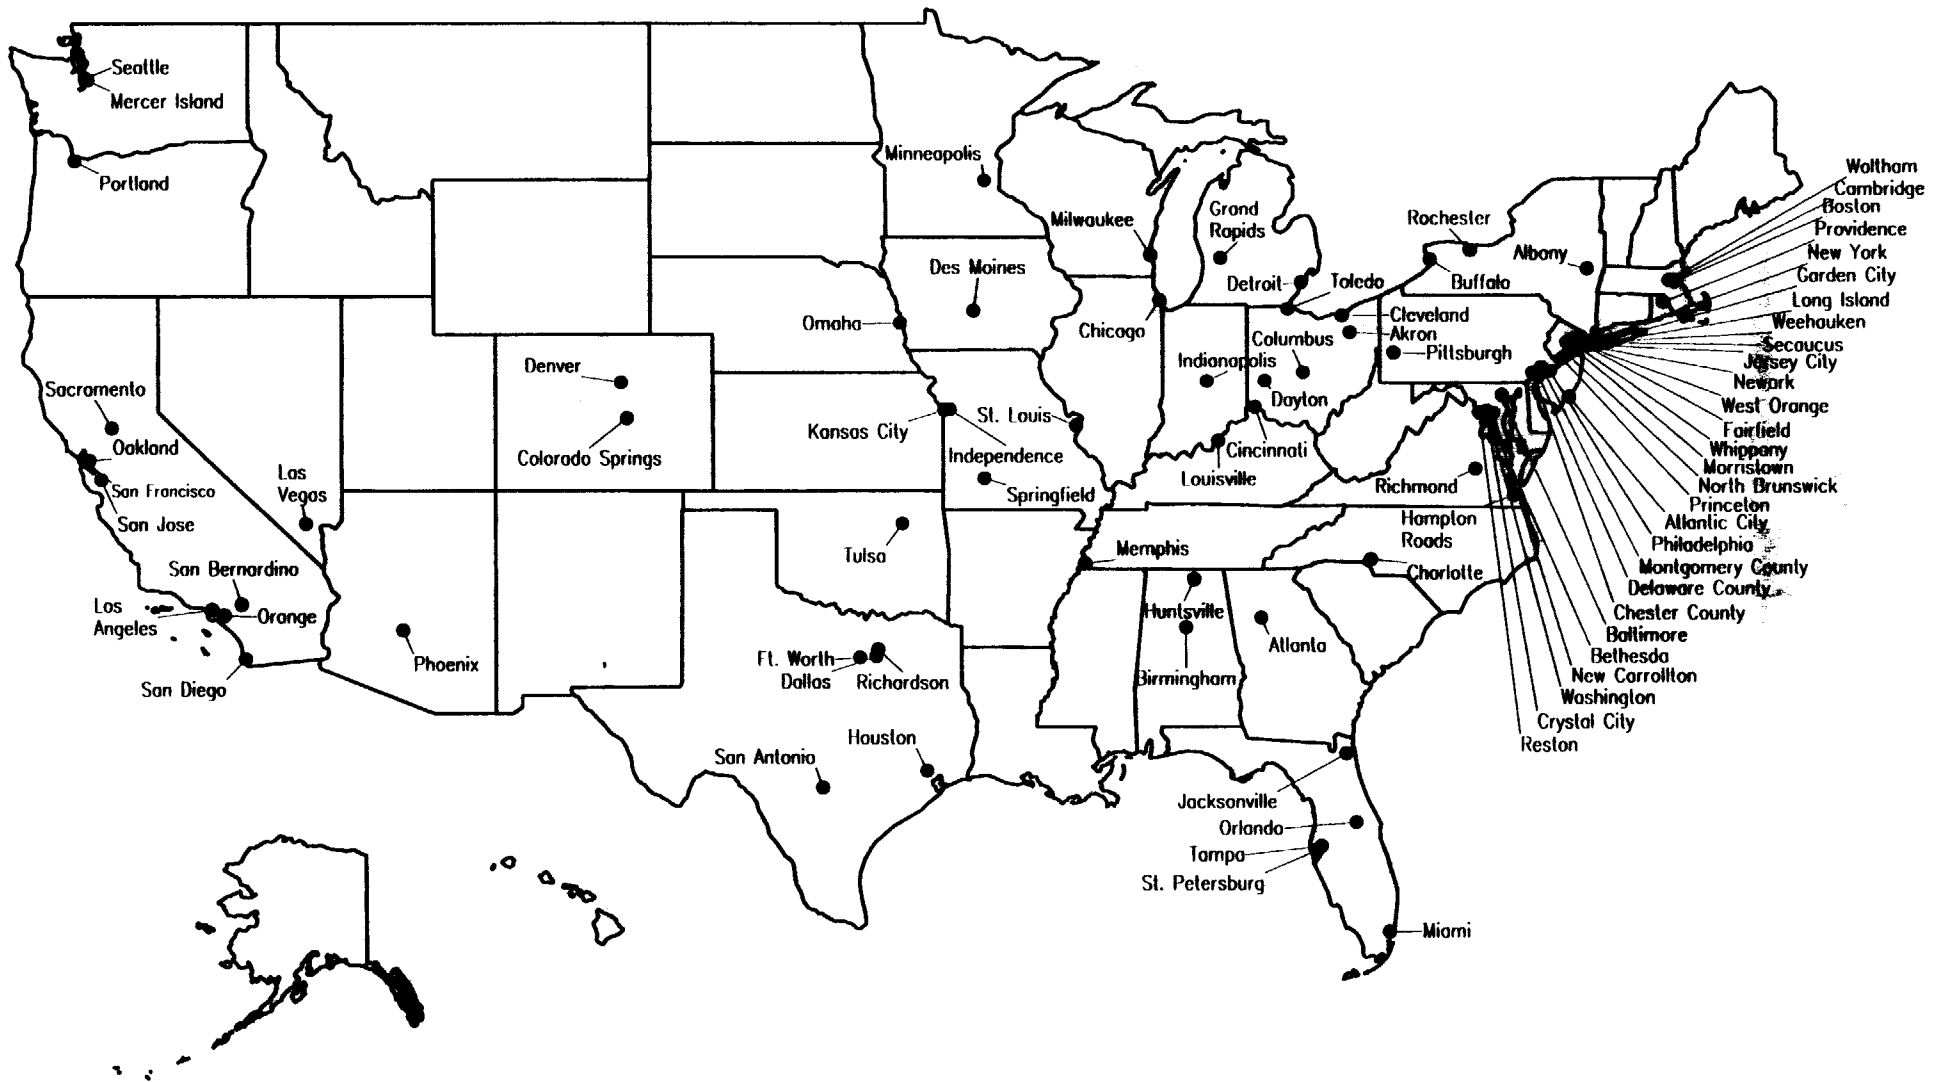 Seattle
Mercer Island
Portland
Minneapolis
Milwaukee
Grand
Rapids
Rochester
Albany
Buffalo
Waltham
Cambridge
Boston
Providence
New York
Garden City
Long Island
Weehauken
Secaucus
Jersey City
Newark
West Orange
Fairfield
Whippany
Morristown
North Brunswick
Princeton
Atlantic City
Philadelphia
Montgomery County
Delaware County
Chester County
Baltimore
Bethesda
New Carrollton
Washington
Crystal City
Reston
Des Moines
Detroit
Toledo
Omaha
Chicago
Cleveland
Akron
Columbus
Pittsburgh
Indianapolis
Dayton
Denver
Colorado Springs
Sacramento
Oakland
San Francisco
San Jose
Las
Vegas
Kansas City
St. Louis
Independence
Springfield
Cincinnati
Louisville
Richmond
Hampton
Roads
Tulsa
Memphis
Charlotte
San Bernardino
Los
Angeles
Orange
San Diego
Phoenix
Huntsville
Birmingham
Atlanta
Ft. Worth
Dallas
Richardson
Houston
San Antonio
Jacksonville
Orlando
Tampa
St. Petersburg
Miami